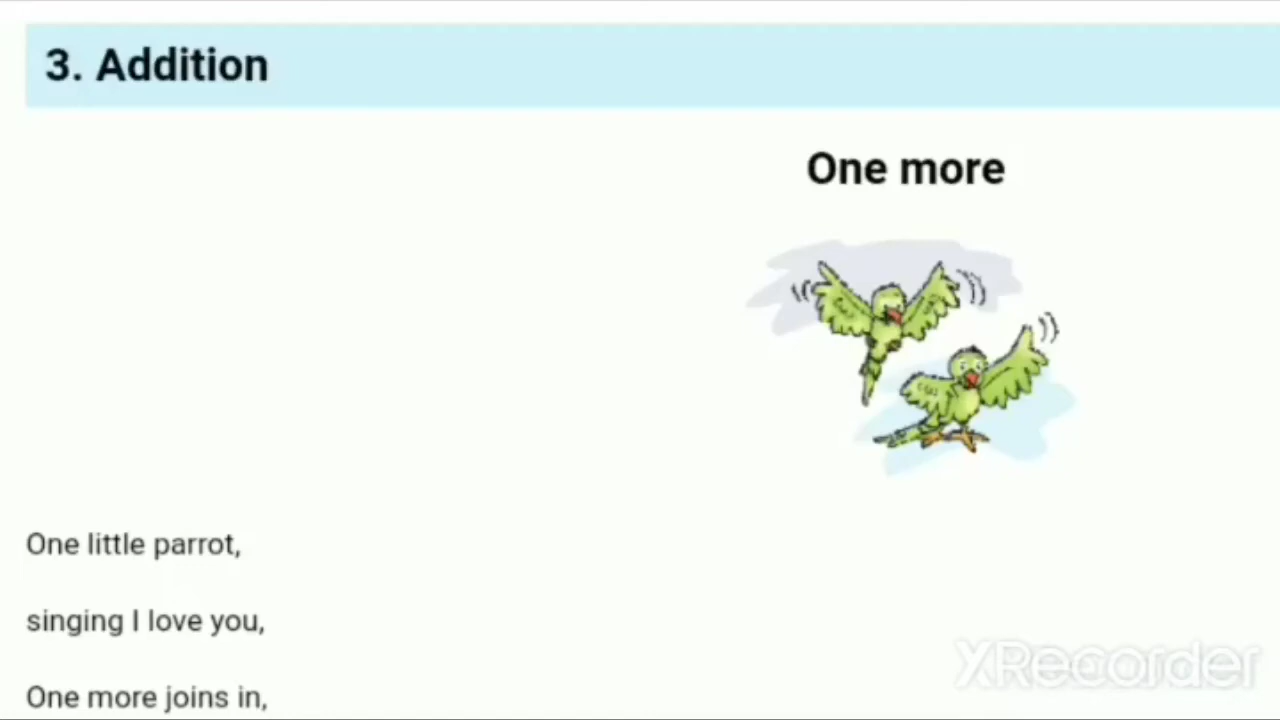 3. Addition
One more
One little parrot,
singing I love you,
One more joins in,
XRecorder